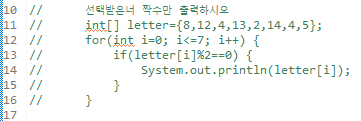 10 //      선택받은너 짝수만 출력하시오
11 //      int[] letter={8,12,4,13,2,14,4,5};
12 //      for(int i=0; i<=7; i++) {
13 //          if(letter[i]%2==0) {
14 //              System.out.println(letter[i]);
15 //          }
16 //      }
17